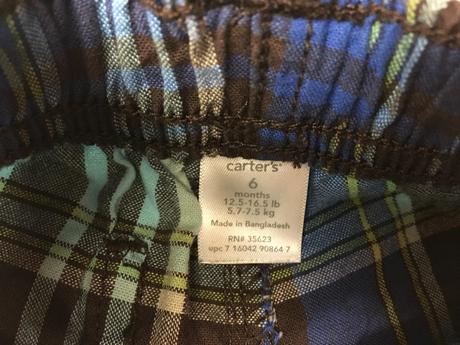 carter's
6
months
12.5-16.5 lb
5.7-7.5 kg
Made in Bangladesh
RN# 35623
upc 7 16042 90864 7